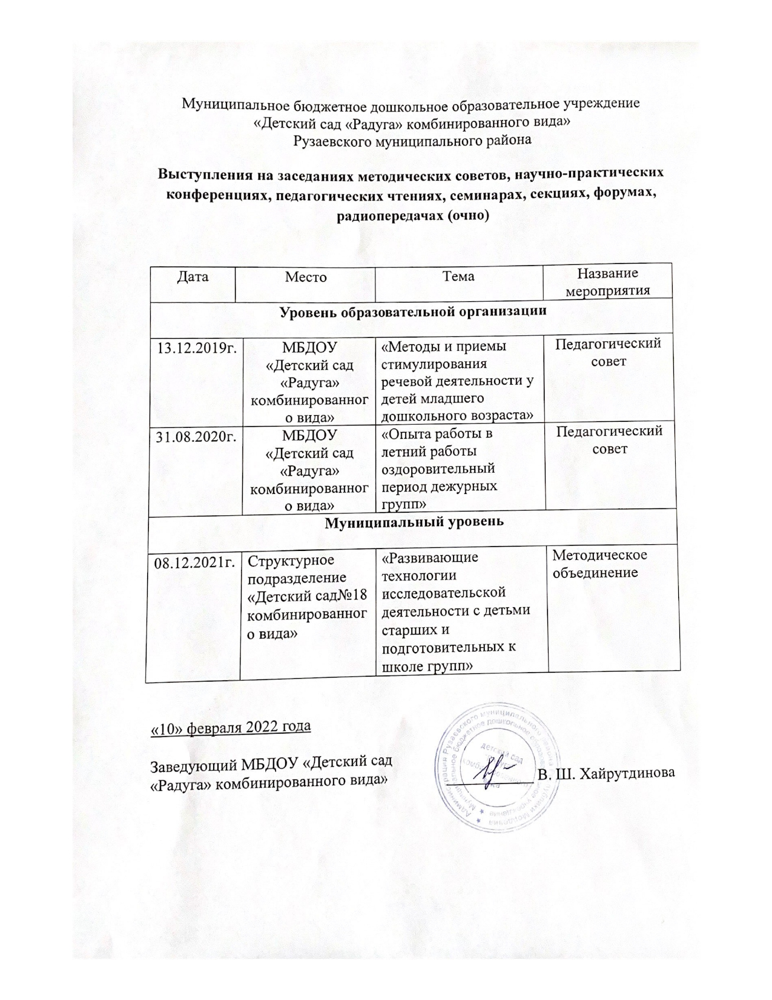 Муниципальное бюджетное дошкольное образовательное учреждение
«Детский сад «Радуга» комбинированного вида»
Рузаевского муниципального района
Выступления на заседаниях методических советов, научно-практических
конференциях, педагогических чтениях, семинарах, секциях, форумах,
радиопередачах (очно)
Дата
Место
Тема
Название
мероприятия
Уровень образовательной организации
13.12.2019г.
МБДОУ
«Детский сад
«Радуга»
комбинированног
о вида»
«Методы и приемы
стимулирования
речевой деятельности у
детей младшего
дошкольного возраста»
Педагогический
совет
31.08.2020г.
МБДОУ
«Детский сад
«Радуга»
комбинированног
о вида»
«Опыта работы в
летний работы
оздоровительный
период дежурных
групп»
Педагогический
совет
Муниципальный уровень
08.12.2021г.
Структурное
подразделение
«Детский сад№18
комбинированног
о вида»
«Развивающие
технологии
исследовательской
деятельности с детьми
старших и
подготовительных к
школе групп»
Методическое
объединение
«10» февраля 2022 года
Заведующий МБДОУ «Детский сад
«Радуга» комбинированного вида»
В. Ш. Хайрутдинова
Администрация Рузаевского муниципального района
Муниципальное бюджетное дошкольное
детский сад